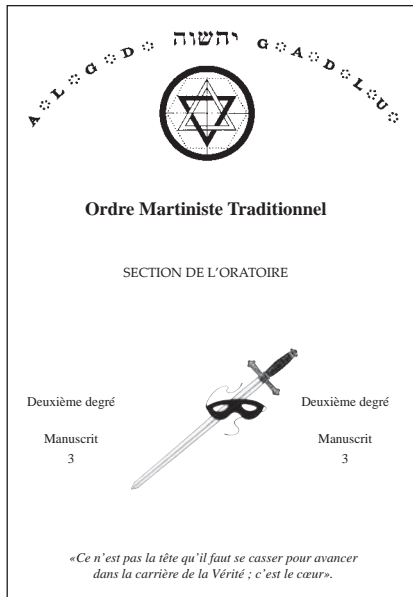 A ∴ L ∴ G ∴ D ∴ יהשוה G ∴ A ∴ D ∴ L ∴ U ∴
Ordre Martiniste Traditionnel
SECTION DE L'ORATOIRE
Deuxième degré
Manuscrit
3
Deuxième degré
Manuscrit
3
«Ce n'est pas la tête qu'il faut se casser pour avancer
dans la carrière de la Vérité ; c'est le cœur».